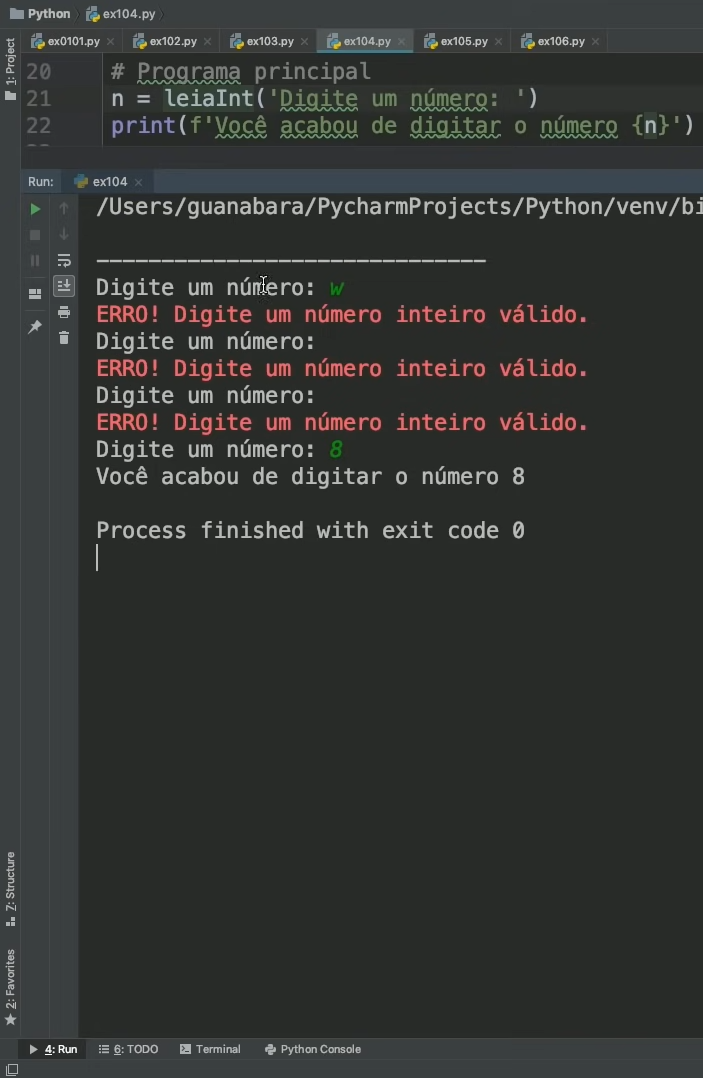 Python ex104.py
ex0101.py ex102.py ex103.py ex104.py ex105.py ex106.py
1: Project
20 # Programa principal
21 n = leiaInt('Digite um número: ')
22 print(f'Você acabou de digitar o número {n}')
Run: ex104
/Users/guanabara/PycharmProjects/Python/venv/bi
------------------------------
Digite um número: w
ERRO! Digite um número inteiro válido.
Digite um número:
ERRO! Digite um número inteiro válido.
Digite um número:
ERRO! Digite um número inteiro válido.
Digite um número: 8
Você acabou de digitar o número 8
Process finished with exit code 0
Z: Structure
2: Favorites
4: Run 6: TODO Terminal Python Console